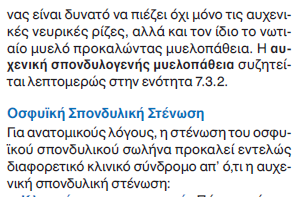 νας είναι δυνατό να πιέζει όχι μόνο τις αυχενι-
κές νευρικές ρίζες, αλλά και τον ίδιο το νωτι-
αίο μυελό προκαλώντας μυελοπάθεια. Η αυ-
χενική σπονδυλογενής μυελοπάθεια συζητεί-
ται λεπτομερώς στην ενότητα 7.3.2.
Οσφυϊκή Σπονδυλική Στένωση
Για ανατομικούς λόγους, η στένωση του οσφυ-
ϊκού σπονδυλικού σωλήνα προκαλεί εντελώς
διαφορετικό κλινικό σύνδρομο απ’ ό,τι η αυχε-
νική σπονδυλική στένωση: